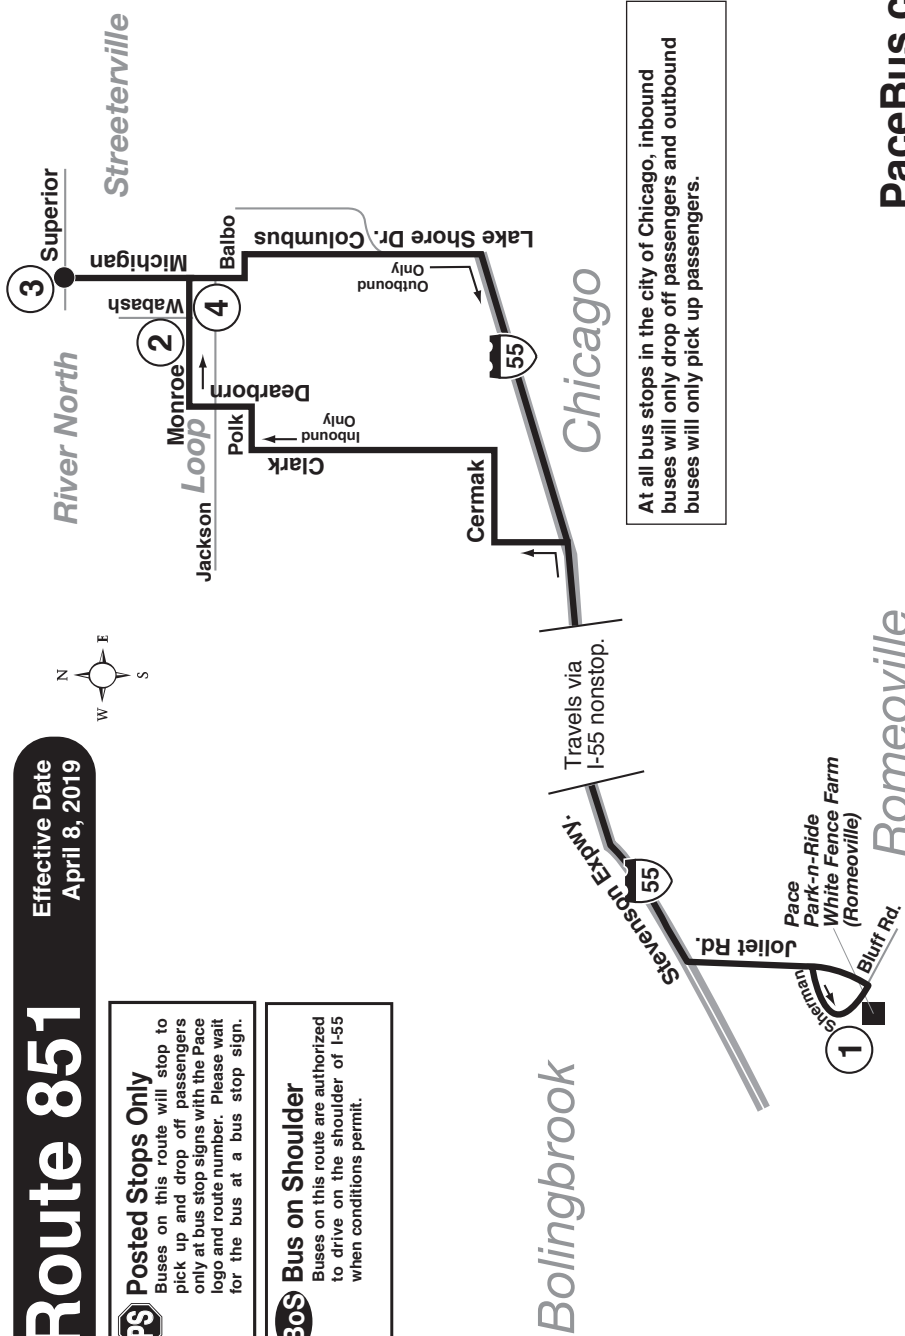 Route 851
Effective Date
April 8, 2019
PS
Posted Stops Only
Buses on this route will stop to
pick up and drop off passengers
only at bus stop signs with the Pace
logo and route number. Please wait
for the bus at a bus stop sign.
BoS
Bus on Shoulder
Buses on this route are authorized
to drive on the shoulder of I-55
when conditions permit.
N
W
E
S
River North
Streeterville
3
Superior
Michigan
Wabash
2
4
Monroe
Dearborn
Loop
Jackson
Polk
Balbo
Columbus
Lake Shore Dr.
Outbound
Only
Inbound
Only
Clark
Cermak
55
Chicago
Travels via
I-55 nonstop.
At all bus stops in the city of Chicago, inbound
buses will only drop off passengers and outbound
buses will only pick up passengers.
Stevenson Expwy.
55
Bolingbrook
Joliet Rd.
Sherman
1
Bluff Rd.
Pace
Park-n-Ride
White Fence Farm
(Romeoville)
Romeoville
PaceBus.c